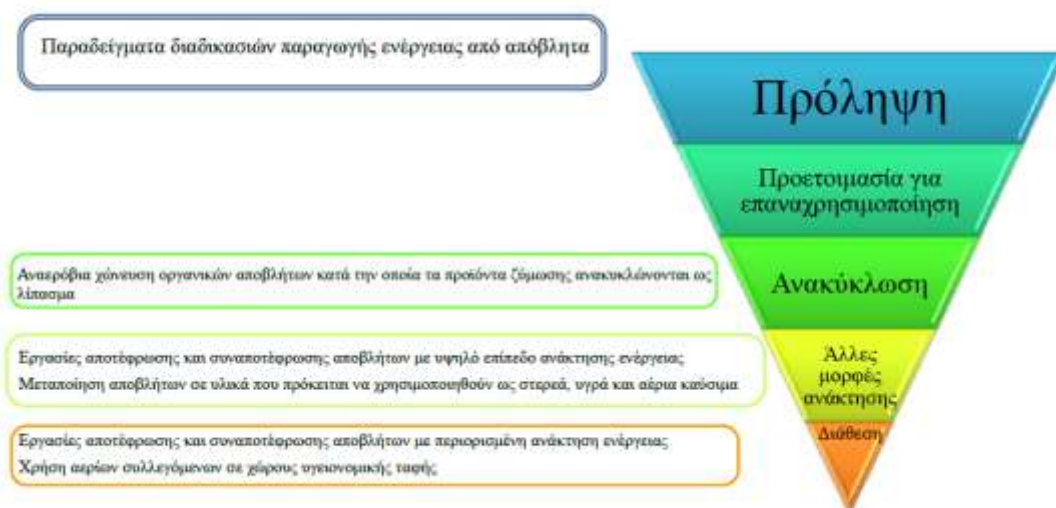 Παραδείγματα διαδικασιών παραγωγής ενέργειας από απόβλητα
Πρόληψη
Προετοιμασία για
επαναχρησιμοποίηση
Αναερόβια χώνευση οργανικών αποβλήτων κατά την οποία τα προϊόντα ζύμωσης ανακυκλώνονται ως
λίπασμα
Ανακύκλωση
Εργασίες αποτέφρωσης και συναποτέφρωσης αποβλήτων με υψηλό επίπεδο ανάκτησης ενέργειας
Μεταποίηση αποβλήτων σε υλικά που πρόκειται να χρησιμοποιηθούν ως στερεά, υγρά και αέρια καύσιμα
Άλλες
μορφές
ανάκτησης
Εργασίες αποτέφρωσης και συναποτέφρωσης αποβλήτων με περιορισμένη ανάκτηση ενέργειας
Χρήση αερίων συλλεγόμενων σε χώρους υγειονομικής ταφής
Διάθεση